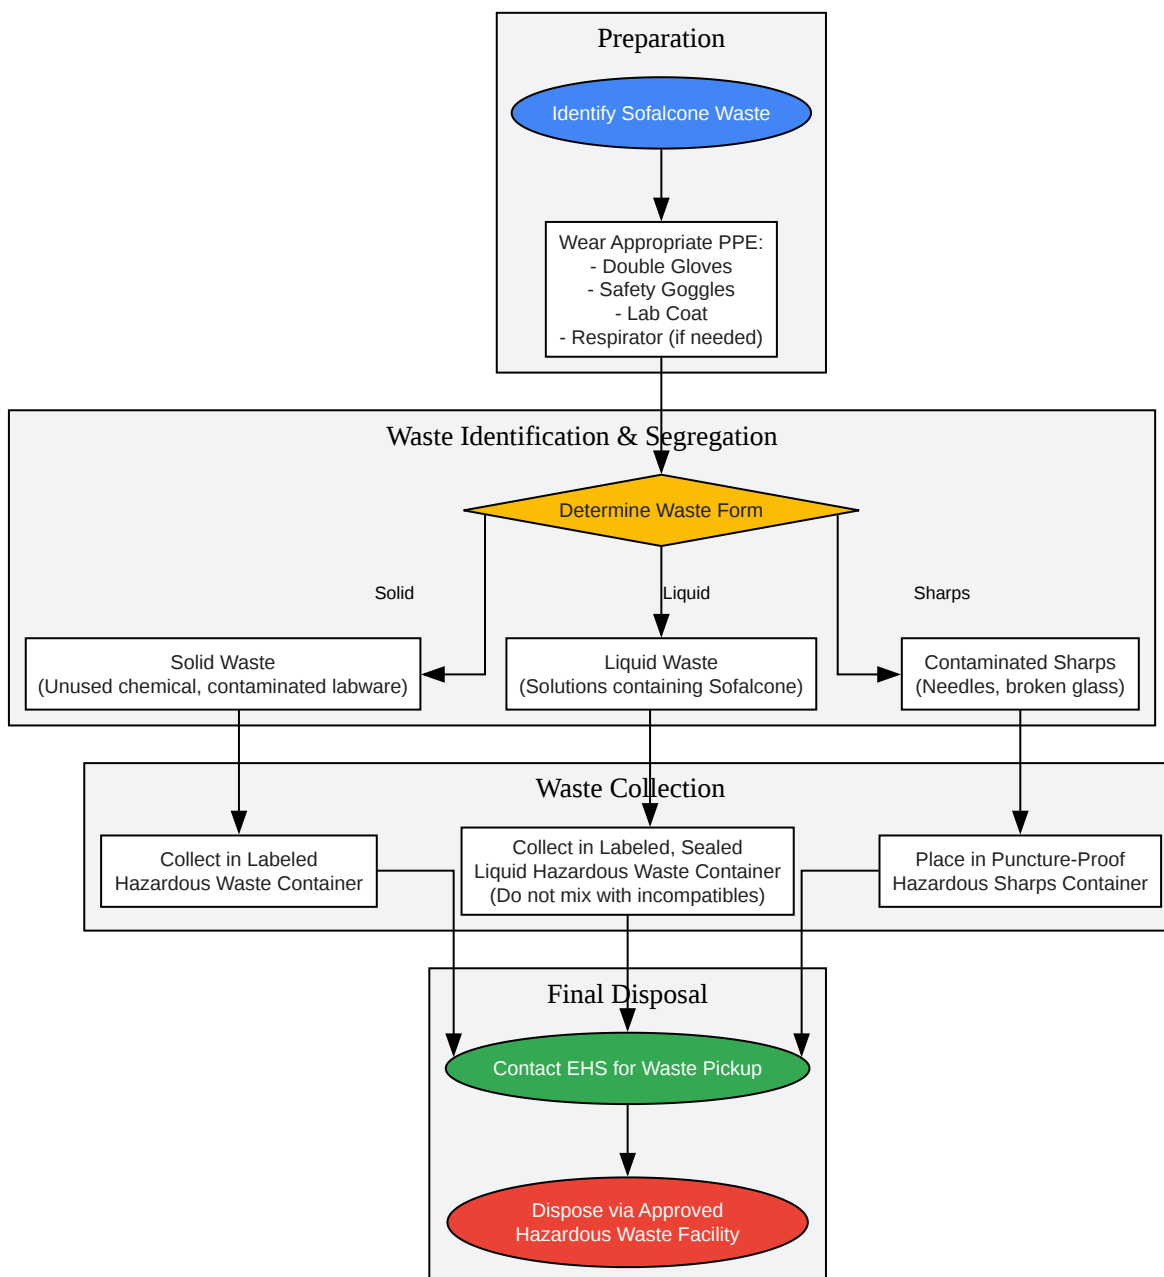 Preparation
Identify Sofalcone Waste
Wear Appropriate PPE:
- Double Gloves
- Safety Goggles
- Lab Coat
- Respirator (if needed)
Waste Identification & Segregation
Determine Waste Form
Solid
Liquid
Sharps
Solid Waste
(Unused chemical, contaminated labware)
Liquid Waste
(Solutions containing Sofalcone)
Contaminated Sharps
(Needles, broken glass)
Waste Collection
Collect in Labeled
Hazardous Waste Container
Collect in Labeled, Sealed
Liquid Hazardous Waste Container
(Do not mix with incompatibles)
Place in Puncture-Proof
Hazardous Sharps Container
Final Disposal
Contact EHS for Waste Pickup
Dispose via Approved
Hazardous Waste Facility